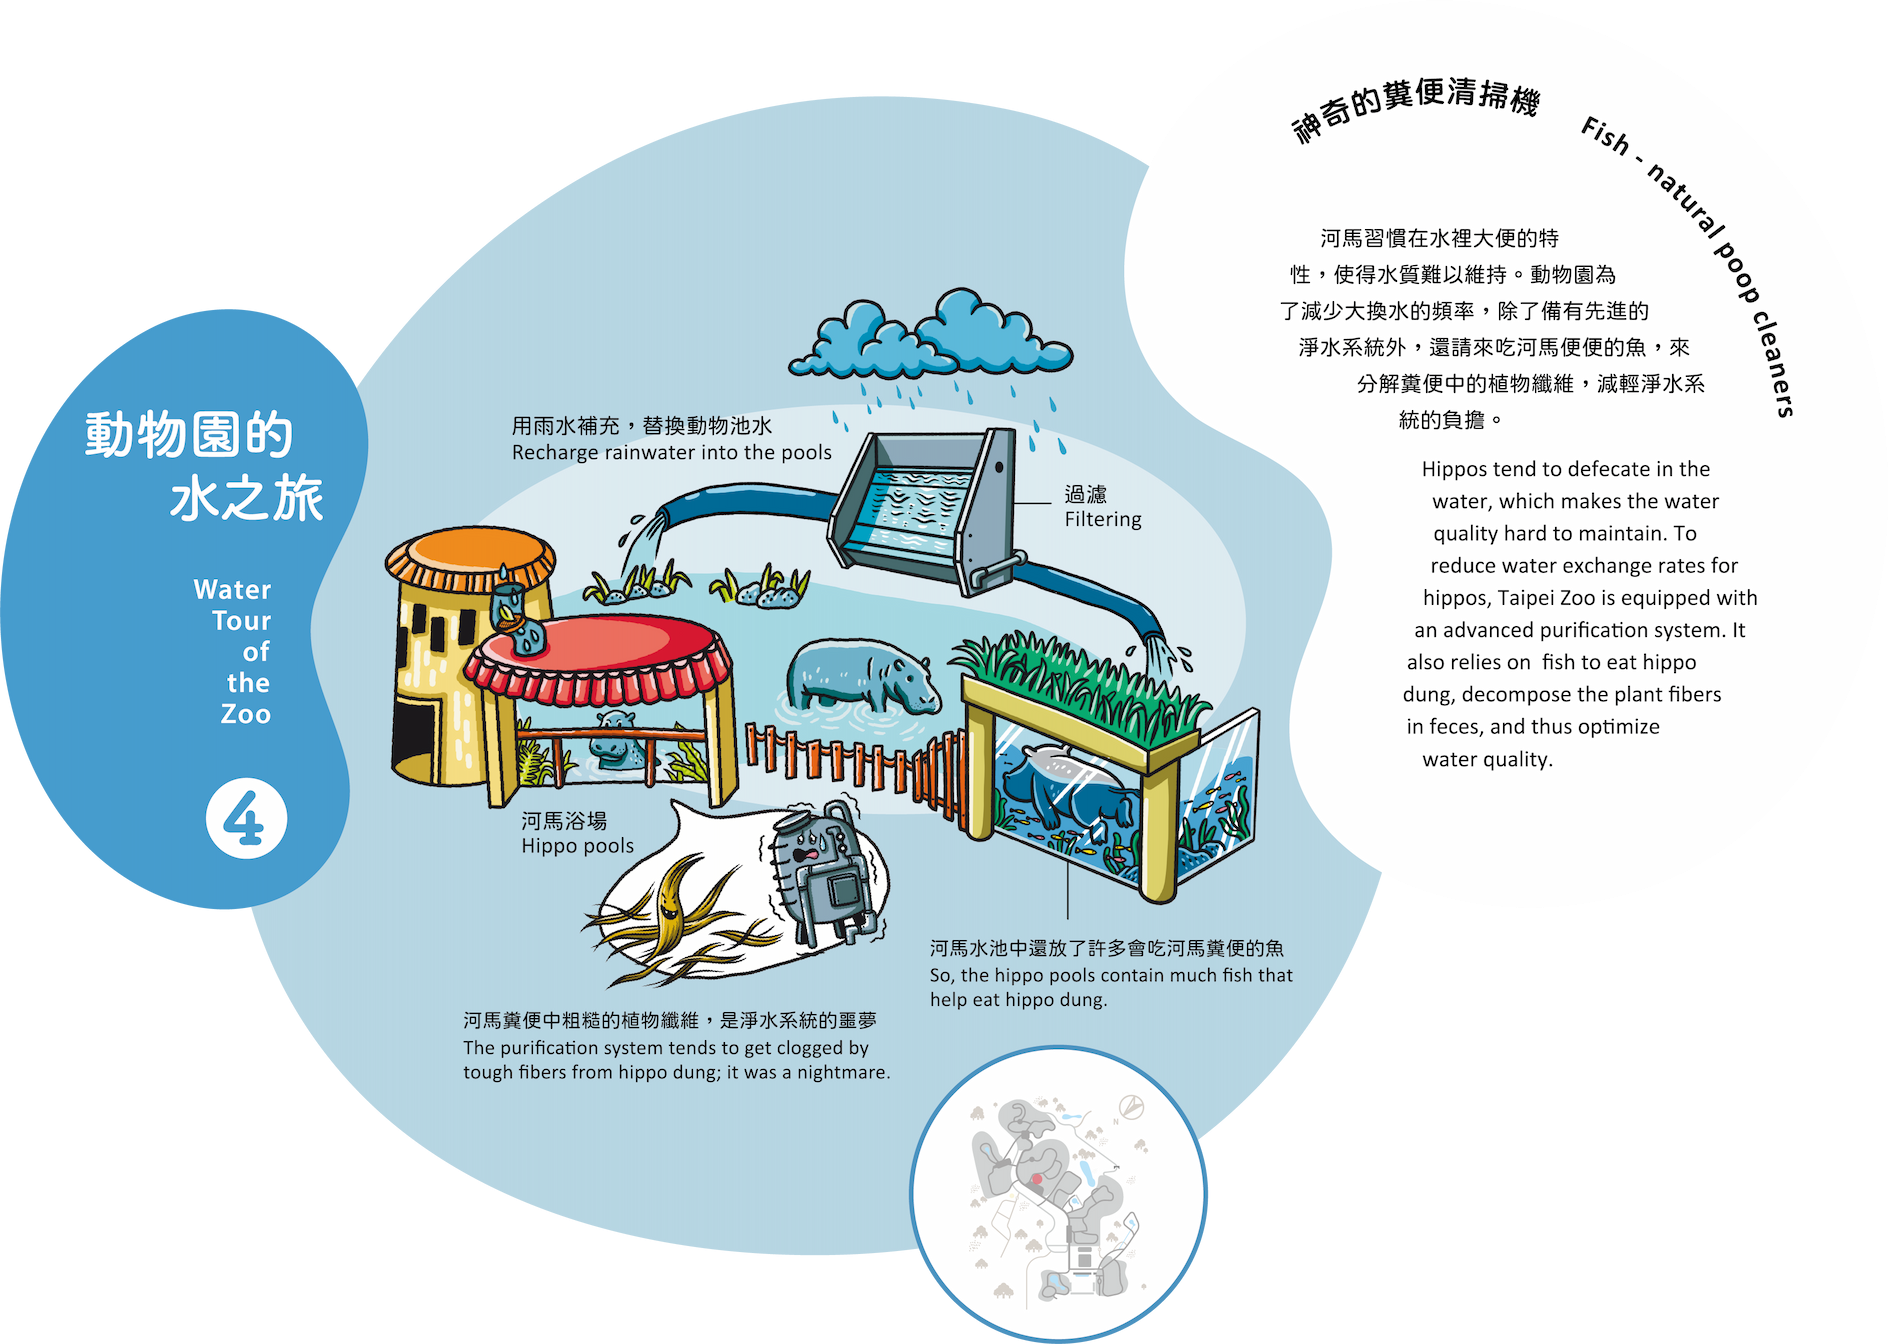 動物園的
水之旅
Water
Tour
of
the
Zoo
4
用雨水補充，替換動物池水
Recharge rainwater into the pools
過濾
Filtering
河馬浴場
Hippo pools
河馬水池中還放了許多會吃河馬糞便的魚
So, the hippo pools contain much fish that
help eat hippo dung.
河馬糞便中粗糙的植物纖維，是淨水系統的噩夢
The purification system tends to get clogged by
tough fibers from hippo dung; it was a nightmare.
N
神奇的糞便清掃機 Fish - natural poop cleaners
河馬習慣在水裡大便的特
性，使得水質難以維持。動物園為
了減少大換水的頻率，除了備有先進的
淨水系統外，還請來吃河馬便便的魚，來
分解糞便中的植物纖維，減輕淨水系
統的負擔。
Hippos tend to defecate in the
water, which makes the water
quality hard to maintain. To
reduce water exchange rates for
hippos, Taipei Zoo is equipped with
an advanced purification system. It
also relies on fish to eat hippo
dung, decompose the plant fibers
in feces, and thus optimize
water quality.